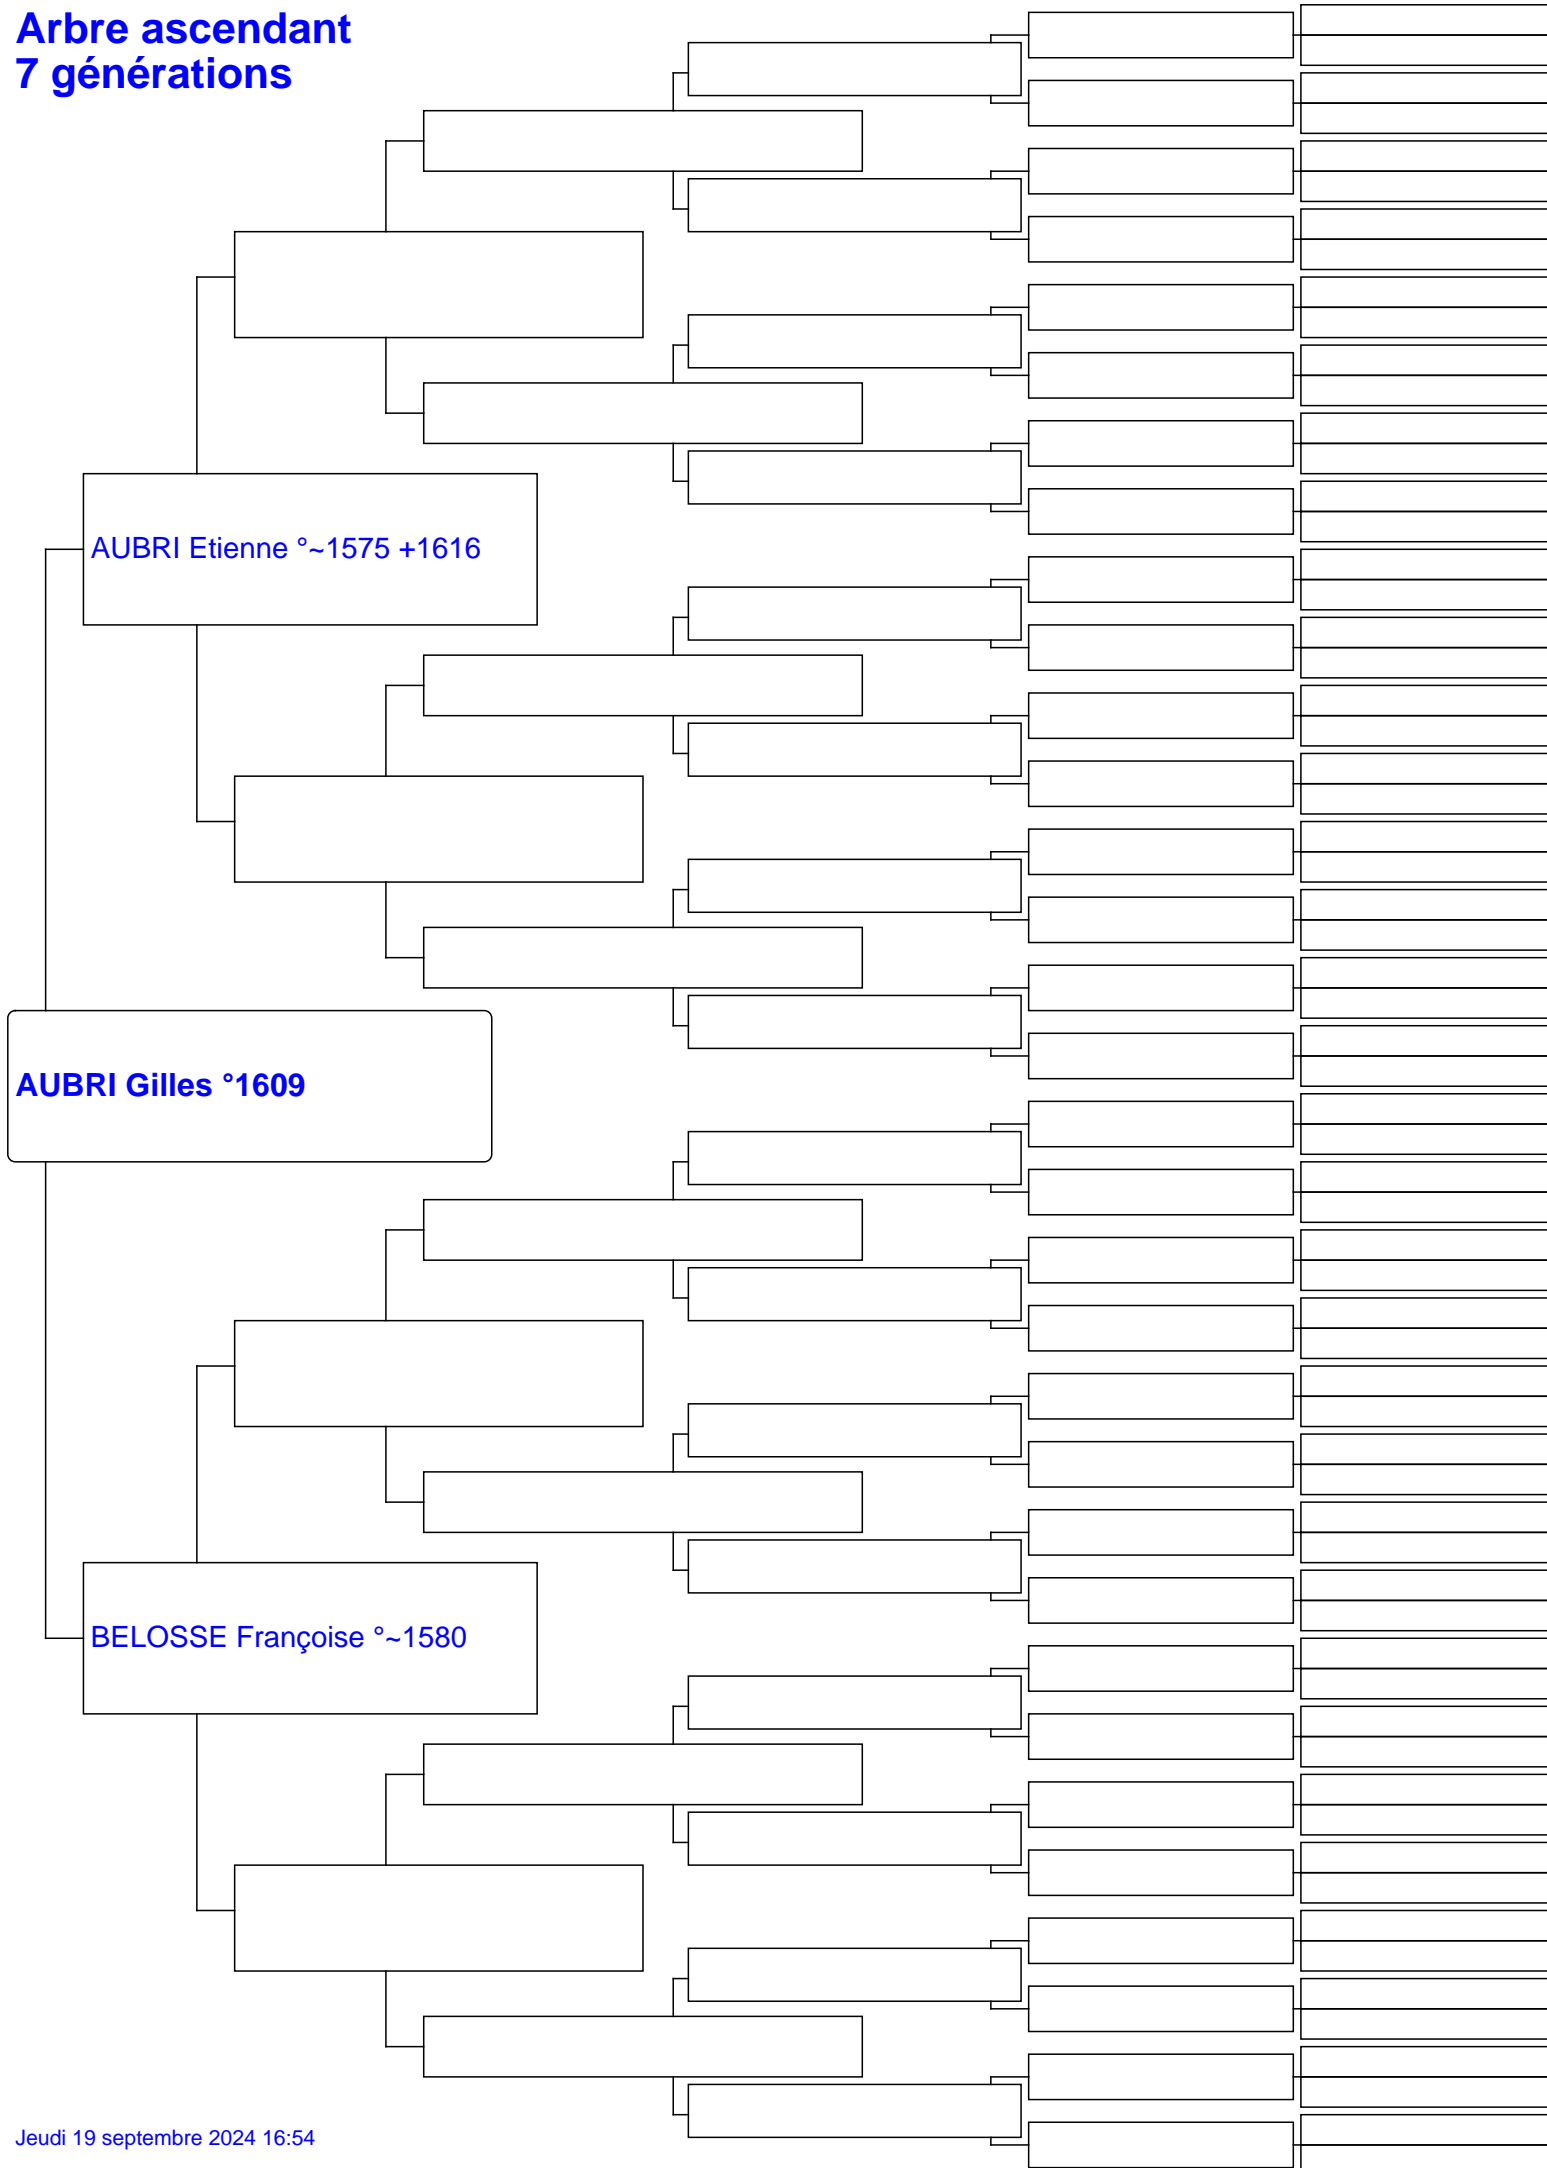 Arbre ascendant
7 générations
AUBRI Etienne °~1575 +1616
AUBRI Gilles °1609
BELOSSE Françoise °~1580
Jeudi 19 septembre 2024 16:54